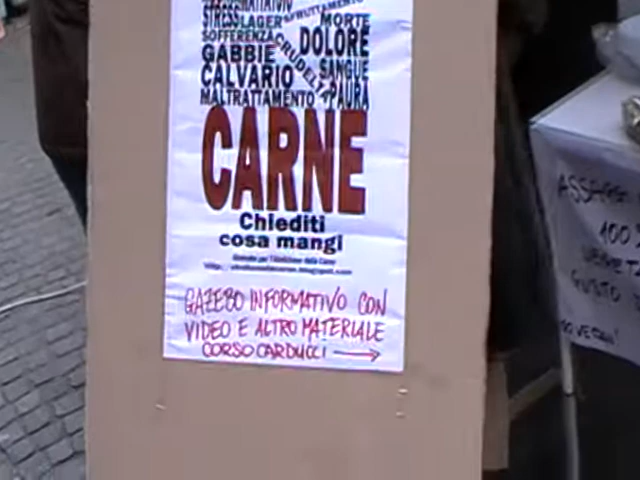 STRESS LAGER SFRUTTAMENTO MORTE
SOFFERENZA CRUDELTÀ DOLORE
GABBIE SANGUE
CALVARIO
MALTRATTAMENTO PAURA
CARNE
Chiediti
cosa mangi
GAZEBO INFORMATIVO CON
VIDEO E ALTRO MATERIALE
CORSO CARDUCCI
100%
GUSTO